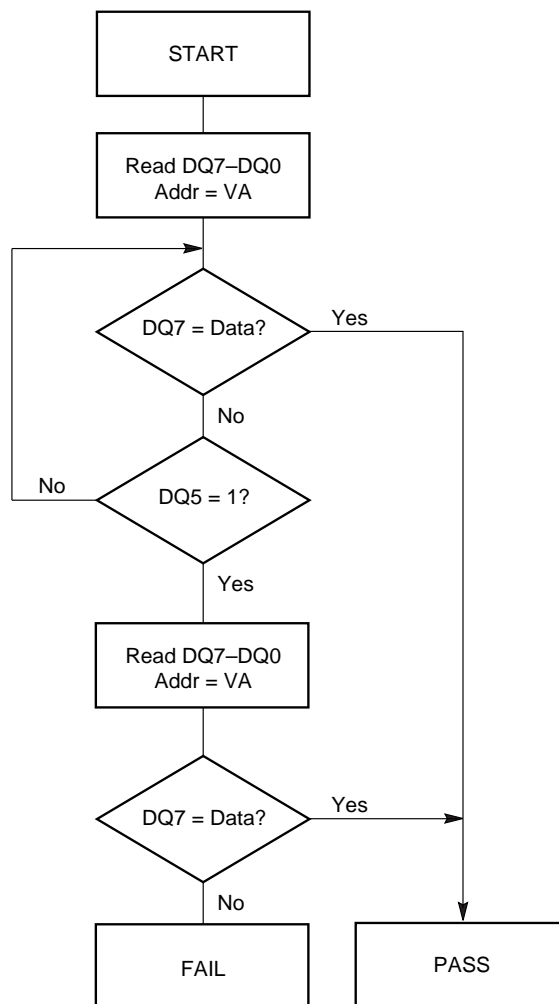 START
Read DQ7–DQ0
Addr = VA
DQ7 = Data?
Yes
No
No
DQ5 = 1?
Yes
Read DQ7–DQ0
Addr = VA
DQ7 = Data?
Yes
No
FAIL
PASS